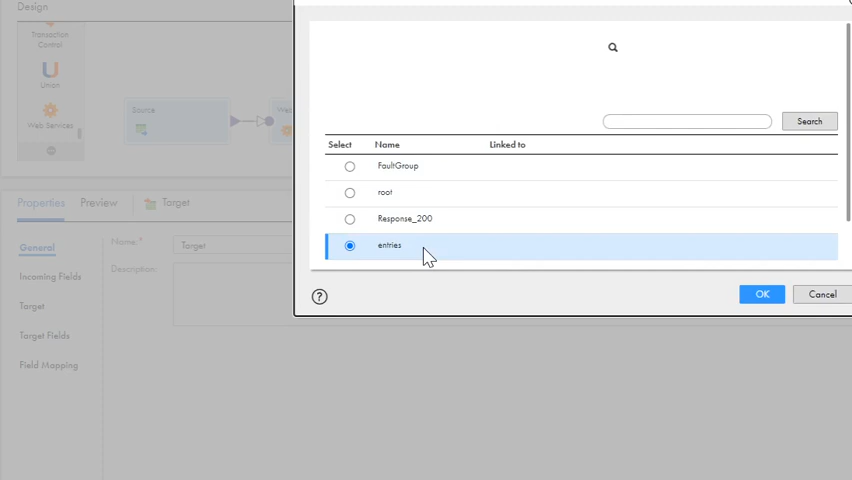 Design
Transaction
Control
Uman
Web Services
Source
Search
Select Name Linked to
FaultGroup
root
Response_200
entries
OK Cancel
Properties Preview Target
General
Name:* Target
Description:
Incoming Fields
Target
Target Fields
Field Mapping